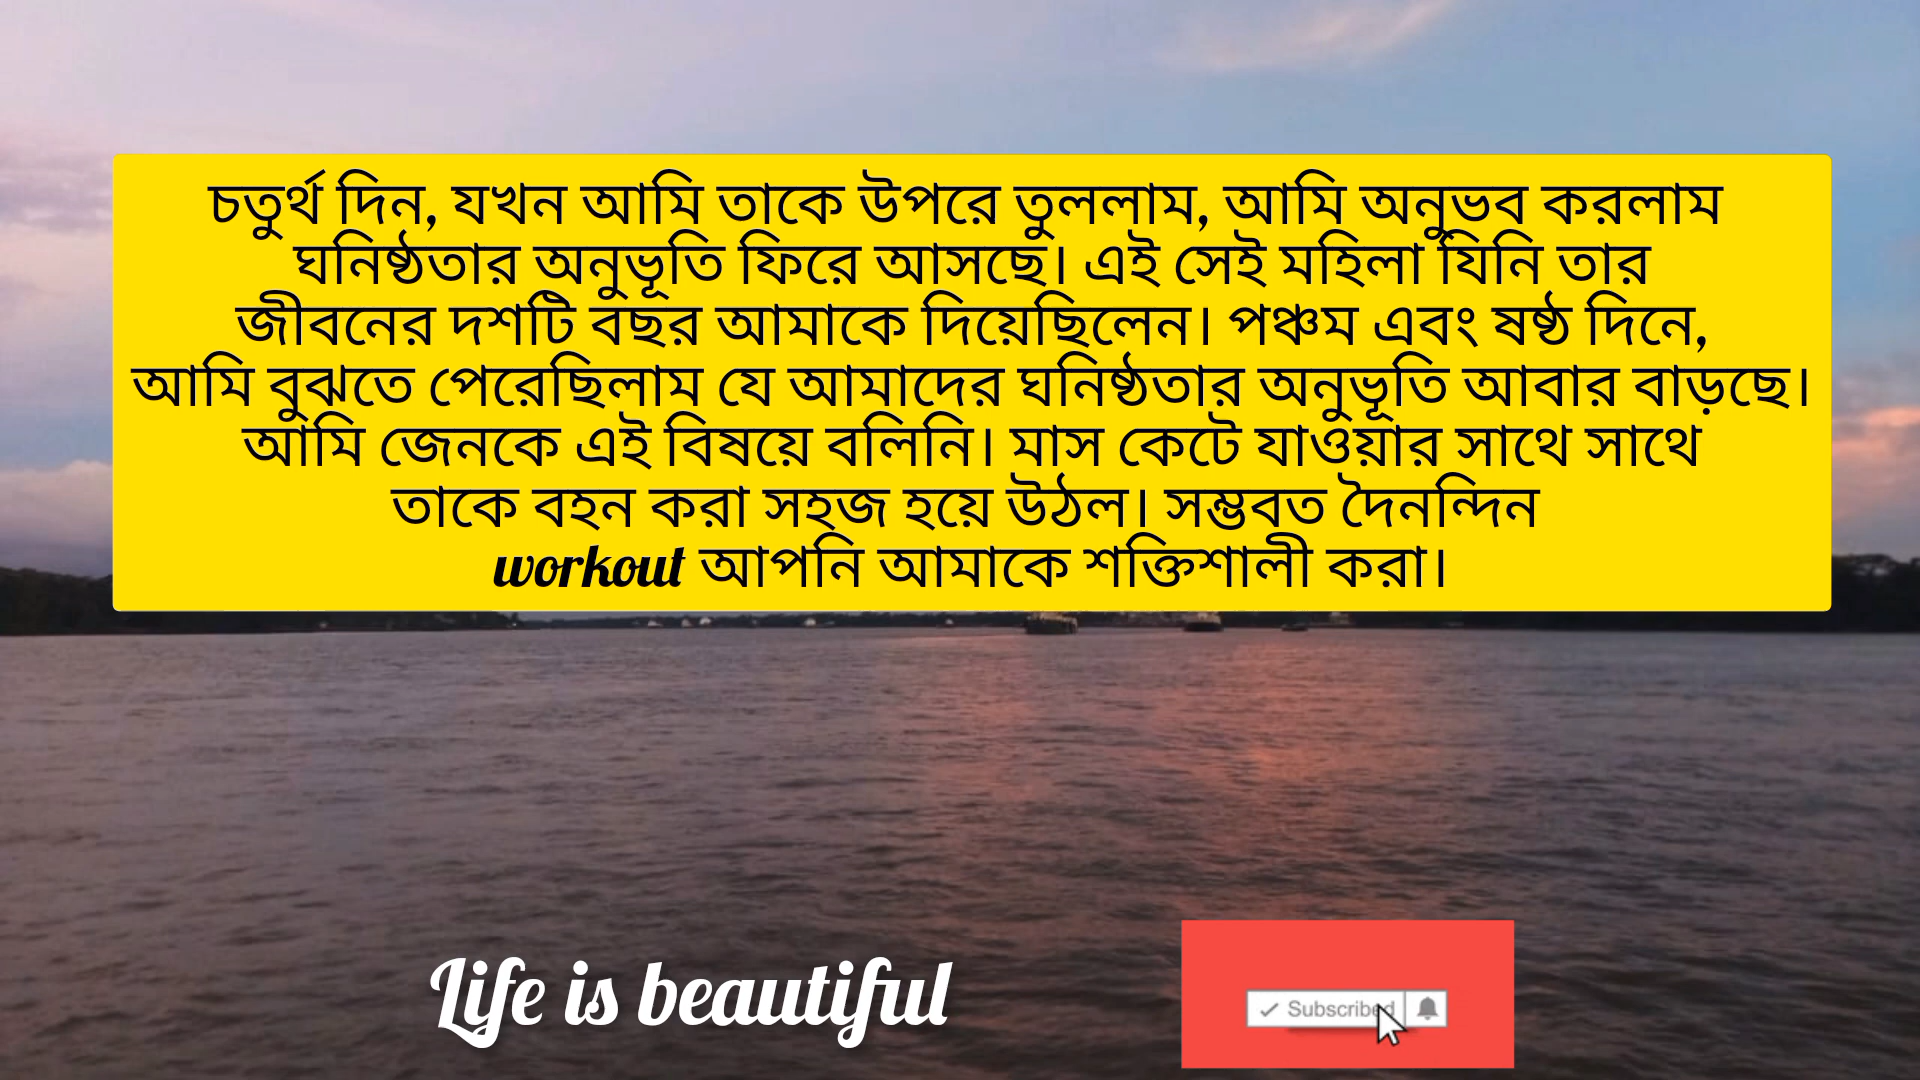 চতুর্থ দিন, যখন আমি তাকে উপরে তুললাম, আমি অনুভব করলাম
ঘনিষ্ঠতার অনুভূতি ফিরে আসছে। এই সেই মহিলা যিনি তার
জীবনের দশটি বছর আমাকে দিয়েছিলেন। পঞ্চম এবং ষষ্ঠ দিনে,
আমি বুঝতে পেরেছিলাম যে আমাদের ঘনিষ্ঠতার অনুভূতি আবার বাড়ছে।
আমি জেনকে এই বিষয়ে বলিনি। মাস কেটে যাওয়ার সাথে সাথে
তাকে বহন করা সহজ হয়ে উঠল। সম্ভবত দৈনন্দিন
workout আপনি আমাকে শক্তিশালী করা।
Life is beautiful
Subscribed